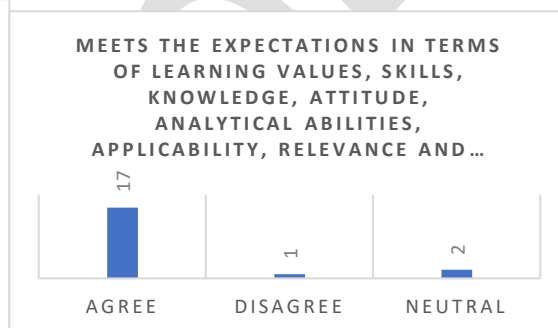 MEETS THE EXPECTATIONS IN TERMS
OF LEARNING VALUES, SKILLS,
KNOWLEDGE, ATTITUDE,
ANALYTICAL ABILITIES,
APPLICABILITY, RELEVANCE AND…
17
1
2
AGREE DISAGREE NEUTRAL